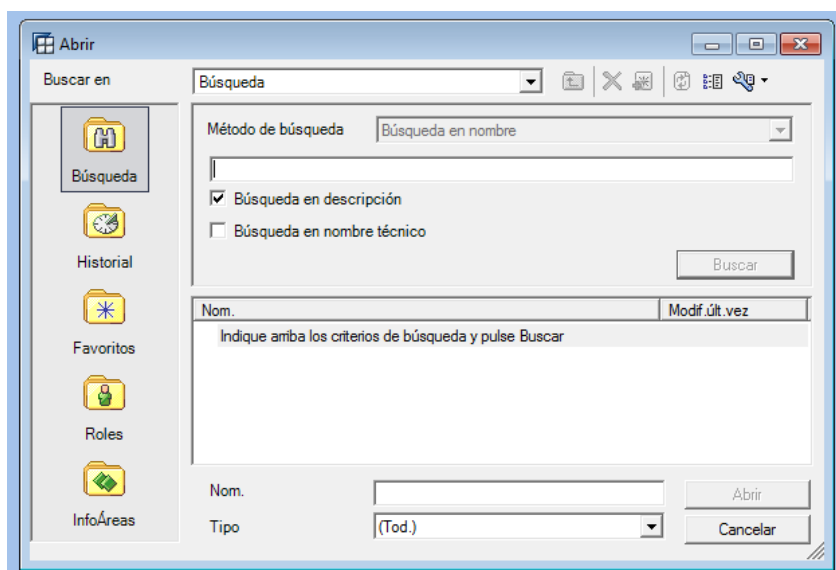 Abrir
Buscar en
Búsqueda
Búsqueda
Método de búsqueda
Búsqueda en nombre
Búsqueda en descripción
Búsqueda en nombre técnico
Buscar
Historial
Favoritos
Roles
InfoÁreas
Nom.
Modif.últ.vez
Indique arriba los criterios de búsqueda y pulse Buscar
Nom.
Abrir
Tipo
(Tod.)
Cancelar